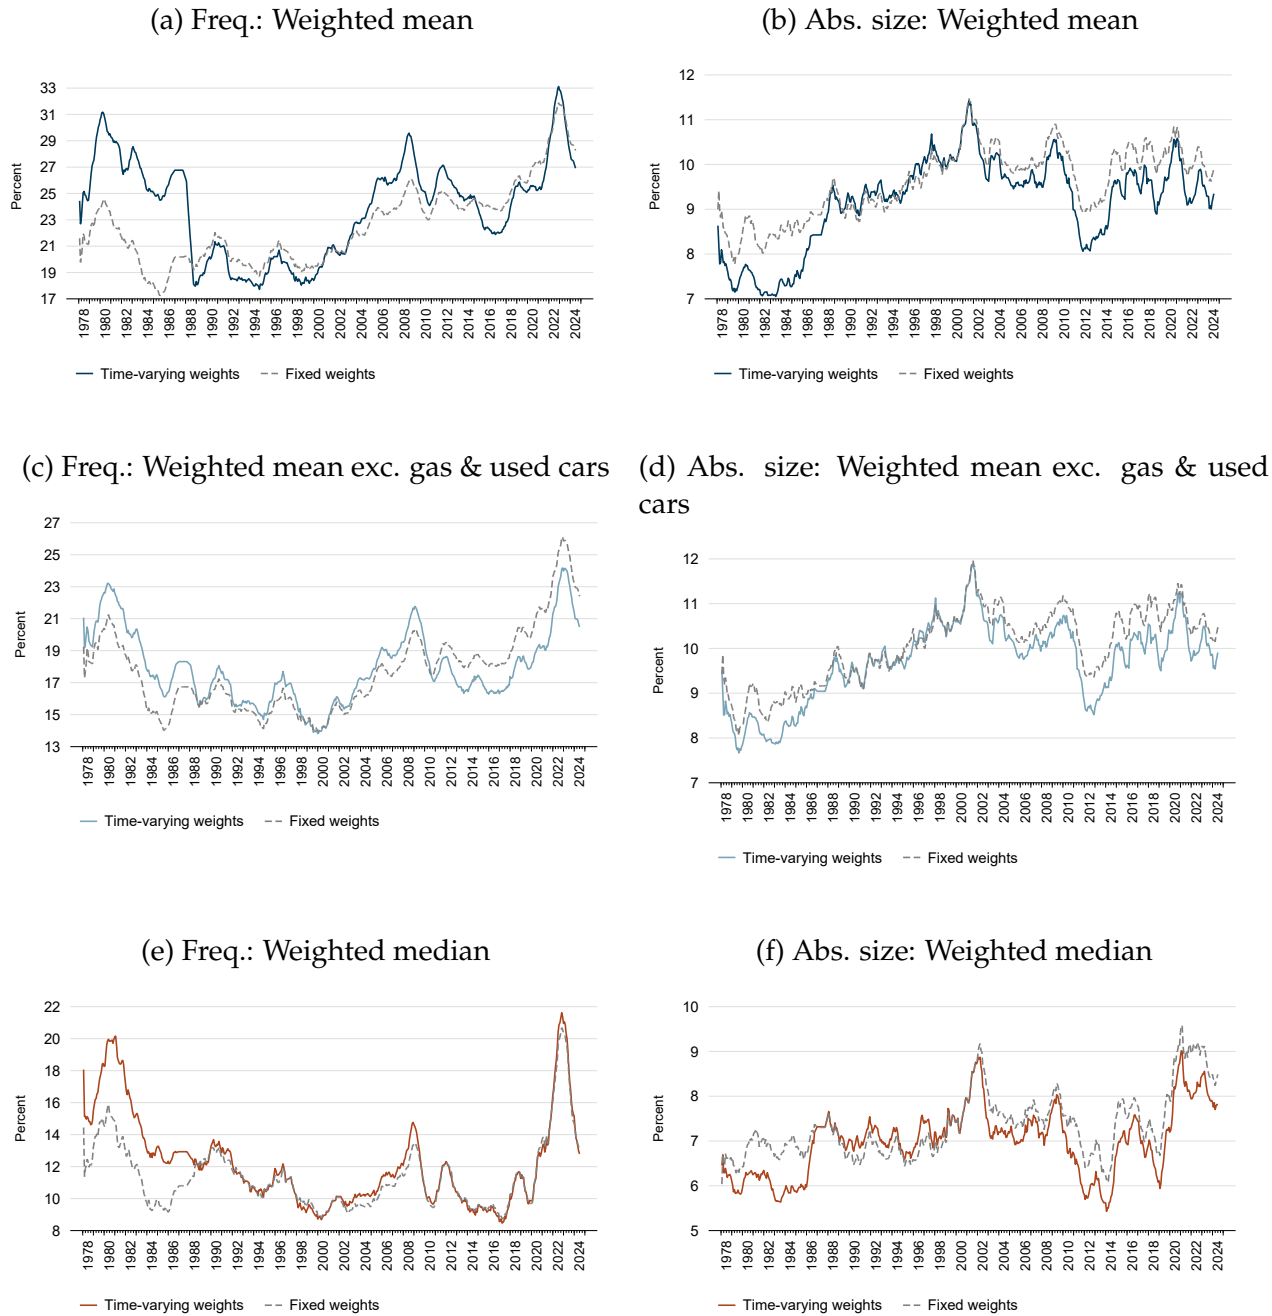 (a) Freq.: Weighted mean
Percent
33
31
29
27
25
23
21
19
17
1978 1980 1982 1984 1986 1988 1990 1992 1994 1996 1998 2000 2002 2004 2006 2008 2010 2012 2014 2016 2018 2020 2022 2024
Time-varying weights Fixed weights
(b) Abs. size: Weighted mean
Percent
12
11
10
9
8
7
1978 1980 1982 1984 1986 1988 1990 1992 1994 1996 1998 2000 2002 2004 2006 2008 2010 2012 2014 2016 2018 2020 2022 2024
Time-varying weights Fixed weights
(c) Freq.: Weighted mean exc. gas & used cars
Percent
27
25
23
21
19
17
15
13
1978 1980 1982 1984 1986 1988 1990 1992 1994 1996 1998 2000 2002 2004 2006 2008 2010 2012 2014 2016 2018 2020 2022 2024
Time-varying weights Fixed weights
(d) Abs. size: Weighted mean exc. gas & used
cars
Percent
12
11
10
9
8
7
1978 1980 1982 1984 1986 1988 1990 1992 1994 1996 1998 2000 2002 2004 2006 2008 2010 2012 2014 2016 2018 2020 2022 2024
Time-varying weights Fixed weights
(e) Freq.: Weighted median
Percent
22
20
18
16
14
12
10
8
1978 1980 1982 1984 1986 1988 1990 1992 1994 1996 1998 2000 2002 2004 2006 2008 2010 2012 2014 2016 2018 2020 2022 2024
Time-varying weights Fixed weights
(f) Abs. size: Weighted median
Percent
10
9
8
7
6
5
1978 1980 1982 1984 1986 1988 1990 1992 1994 1996 1998 2000 2002 2004 2006 2008 2010 2012 2014 2016 2018 2020 2022 2024
Time-varying weights Fixed weights